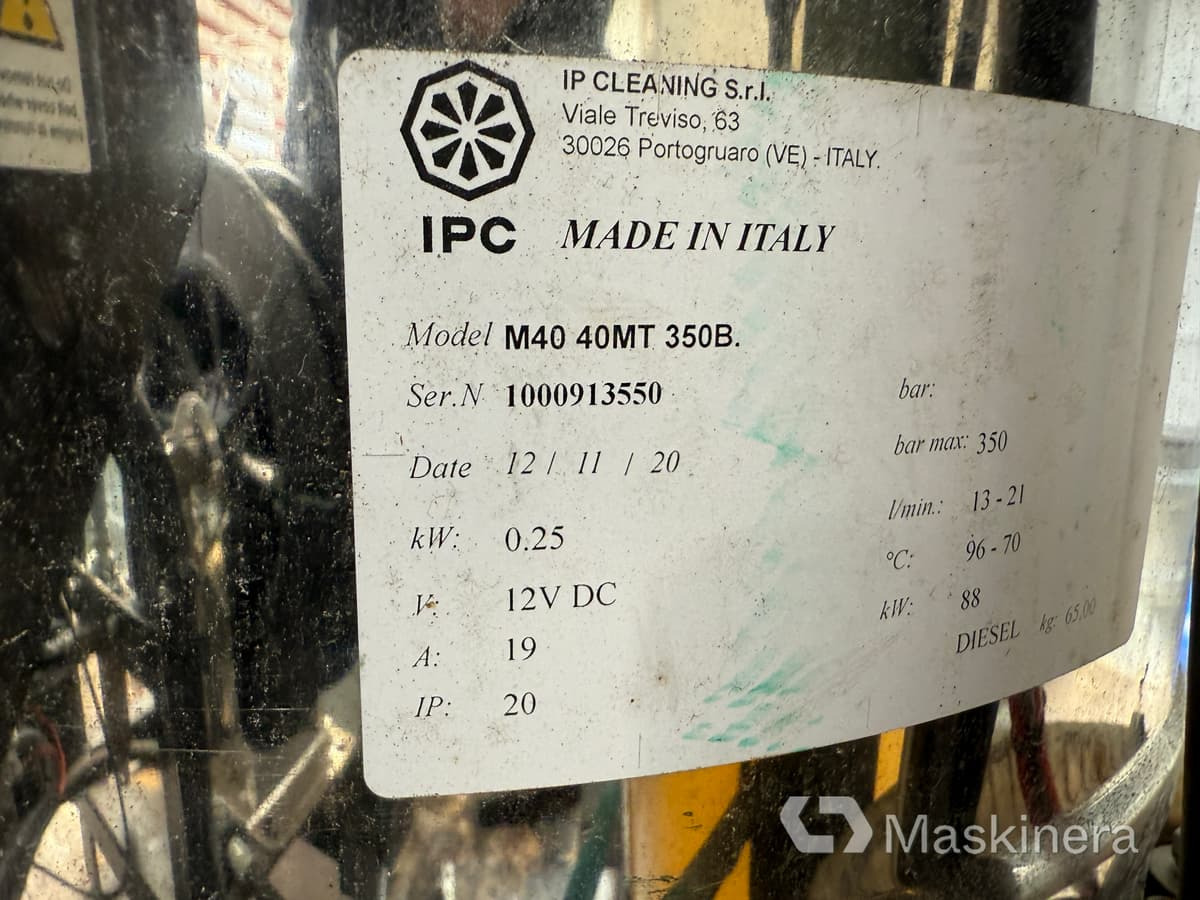 IP CLEANING S.r.l.
Viale Treviso, 63
30026 Portogruaro (VE) - ITALY.
IPC MADE IN ITALY
Model M40 40MT 350B.
Ser.N 1000913550
Date 12 / 11 / 20
kW: 0.25
V: 12V DC
A: 19
IP: 20
bar:
bar max: 350
l/min.: 13 - 21
°C: 96 - 70
kW: 88
DIESEL kg: 65,00
Maskinera